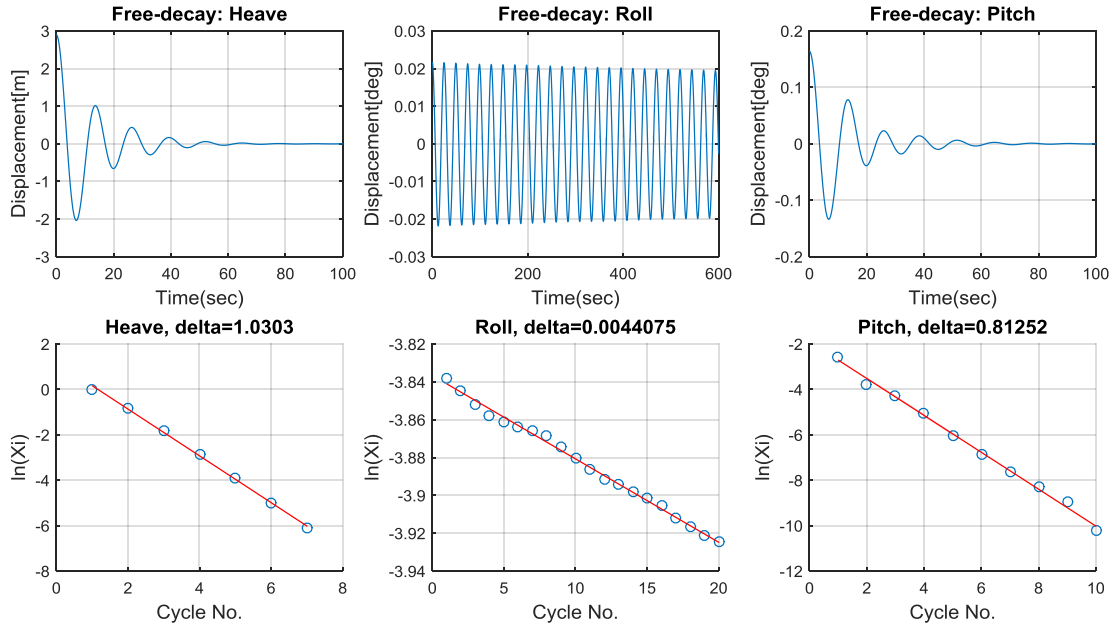 Free-decay: Heave
3
2
1
0
-1
-2
-3
0 20 40 60 80 100
Displacement[m]
Time(sec)
Free-decay: Roll
0.03
0.02
0.01
0
-0.01
-0.02
-0.03
0 200 400 600
Displacement[deg]
Time(sec)
Free-decay: Pitch
0.2
0.1
0
-0.1
-0.2
0 20 40 60 80 100
Displacement[deg]
Time(sec)
Heave, delta=1.0303
2
0
-2
-4
-6
-8
0 2 4 6 8
ln(Xi)
Cycle No.
Roll, delta=0.0044075
-3.82
-3.84
-3.86
-3.88
-3.9
-3.92
-3.94
0 5 10 15 20
ln(Xi)
Cycle No.
Pitch, delta=0.81252
-2
-4
-6
-8
-10
-12
0 2 4 6 8 10
ln(Xi)
Cycle No.